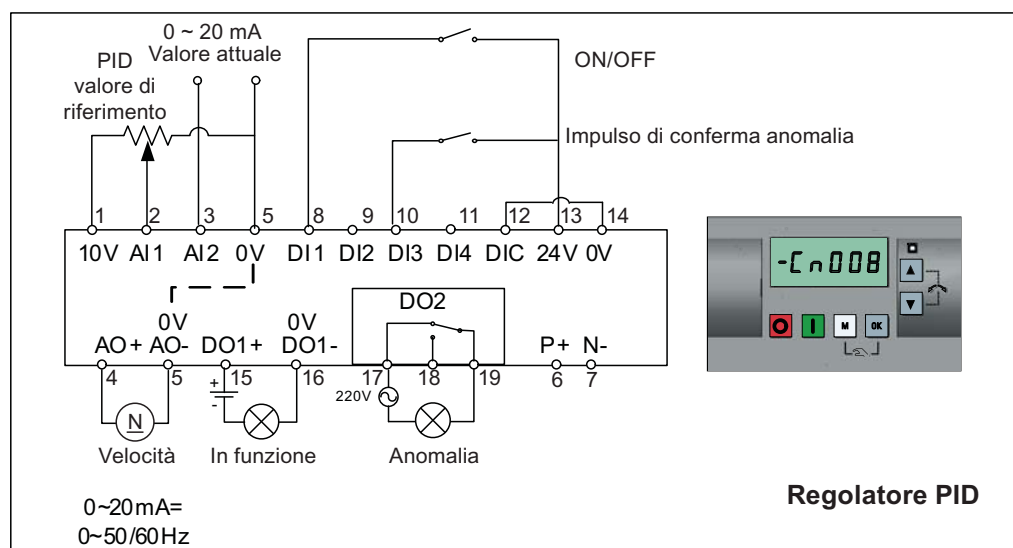 0 ~ 20 mA
Valore attuale
PID
valore di
riferimento
ON/OFF
Impulso di conferma anomalia
1 2 3 5 8 9 10 11 12 13 14
10V AI1 AI2 0V DI1 DI2 DI3 DI4 DIC 24V 0V
-Cn008
M OK
DO2
0V 0V
AO+ AO- DO1+ DO1- P+ N-
4 5 15 16 17 18 19 6 7
+
-
220V
N
Velocità In funzione Anomalia
0~20mA=
0~50/60Hz
Regolatore PID